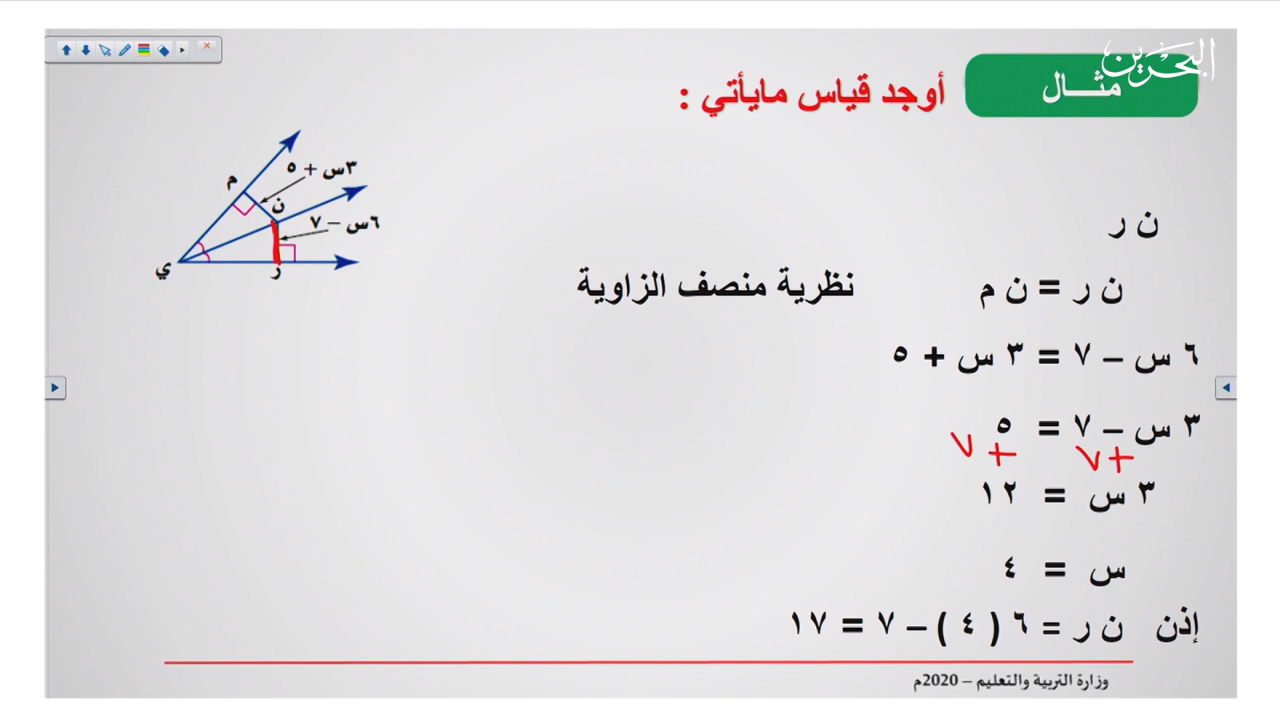 البحرين
مثـــال
أوجد قياس مايأتي :
م
٣س + ٥
ن
٦س – ٧
ي
ر
ن ر
ن ر = ن م نظرية منصف الزاوية
٦ س – ٧ = ٣ س + ٥
٣ س – ٧ = ٥
+٧ +٧
٣ س = ١٢
س = ٤
إذن ن ر = ٦ ( ٤ ) – ٧ = ١٧
وزارة التربية والتعليم – 2020م